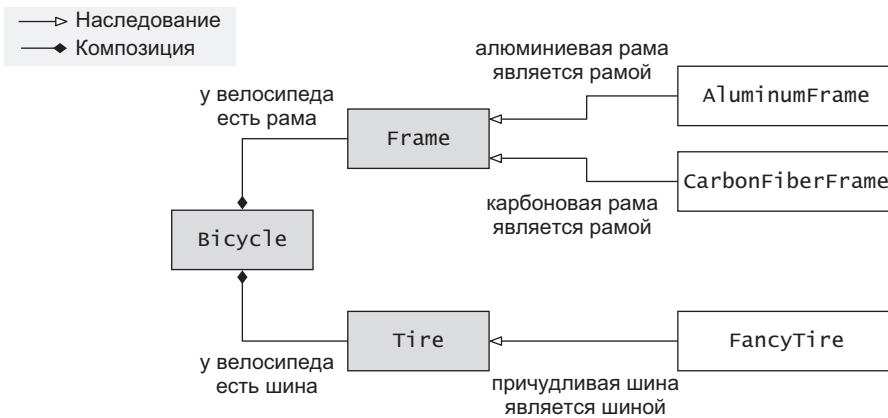 Наследование
Композиция
алюминиевая рама
является рамой
AluminumFrame
у велосипеда
есть рама
Frame
CarbonFiberFrame
карбоновая рама
является рамой
Bicycle
Tire
FancyTire
у велосипеда
есть шина
причудливая шина
является шиной